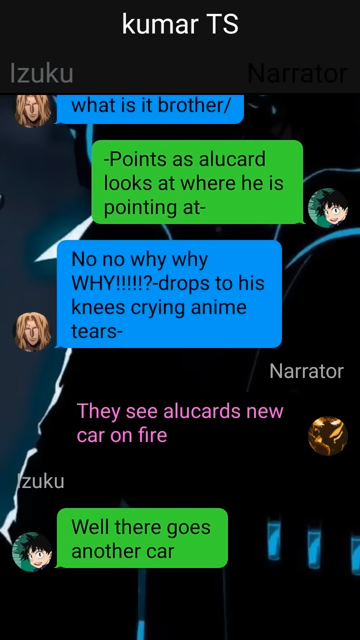 kumar TS
Izuku
Narrator
what is it brother/
-Points as alucard
looks at where he is
pointing at-
No no why why
WHY!!!!!?-drops to his
knees crying anime
tears-
Narrator
They see alucards new
car on fire
Izuku
Well there goes
another car